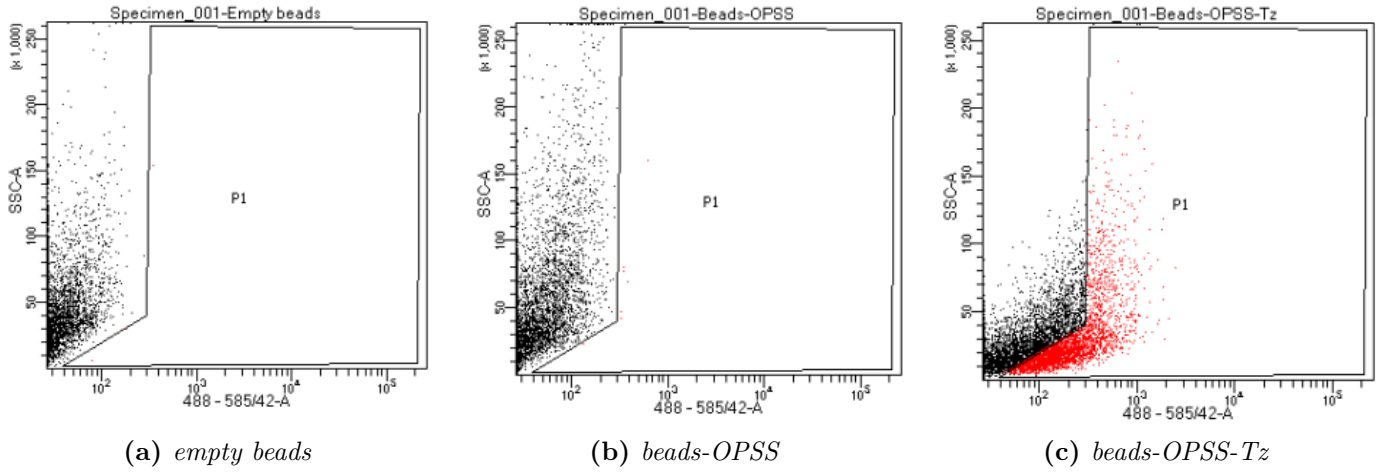 Specimen_001-Empty beads
(x 1,000)
SSC-A
250
200
150
100
50
P1
10²
10³
10⁴
10⁵
488 - 585/42-A
(a) empty beads
Specimen_001-Beads-OPSS
(x 1,000)
SSC-A
250
200
150
100
50
P1
10²
10³
10⁴
10⁵
488 - 585/42-A
(b) beads-OPSS
Specimen_001-Beads-OPSS-Tz
(x 1,000)
SSC-A
250
200
150
100
50
P1
10²
10³
10⁴
10⁵
488 - 585/42-A
(c) beads-OPSS-Tz